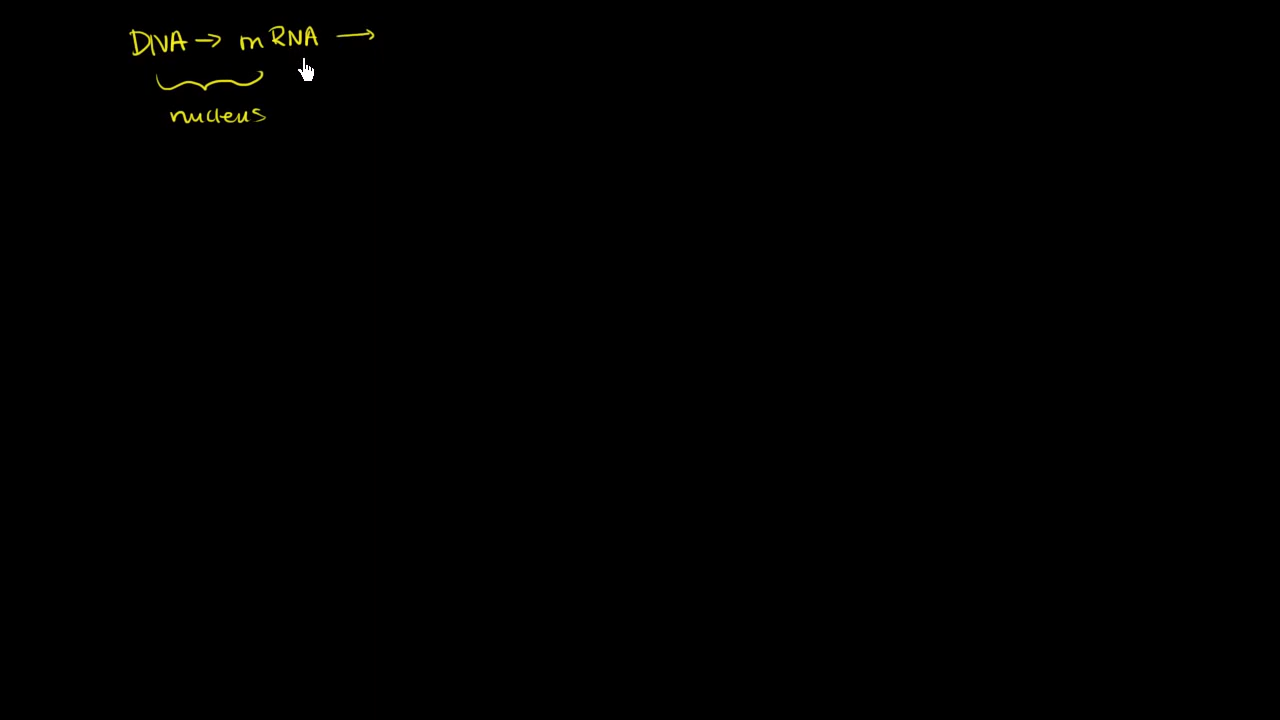 DNA → mRNA →
nucleus